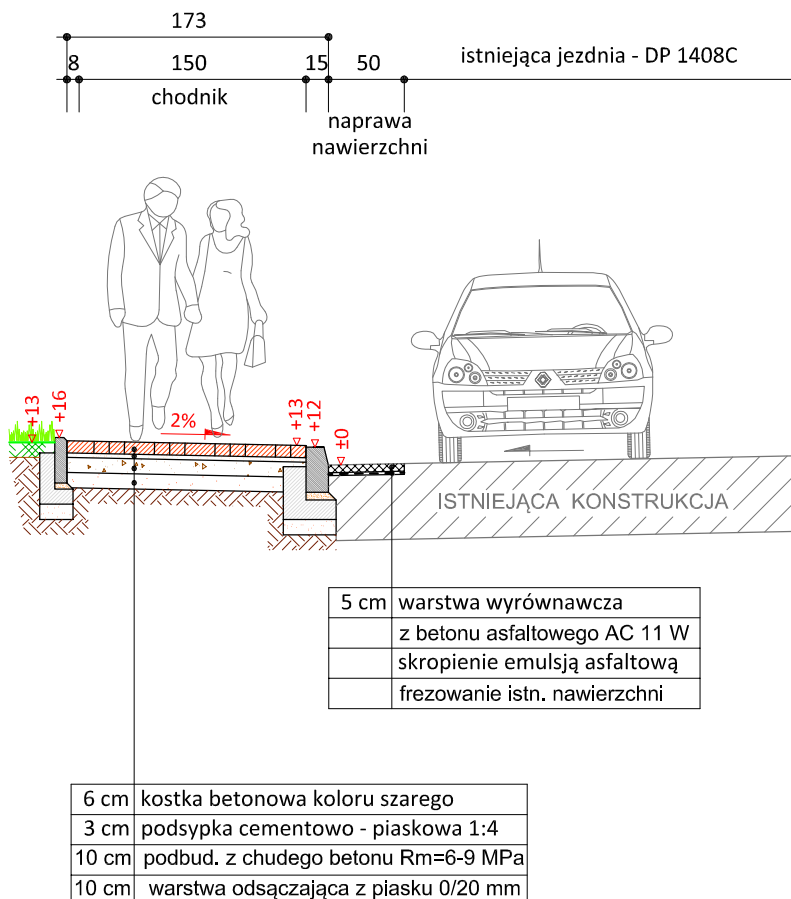 173
8 150 15 50 istniejąca jezdnia - DP 1408C
chodnik
naprawa
nawierzchni
+13 +16 2% +13 +12 ±0
ISTNIEJĄCA KONSTRUKCJA
5 cm warstwa wyrównawcza
z betonu asfaltowego AC 11 W
skropienie emulsją asfaltową
frezowanie istn. nawierzchni
6 cm kostka betonowa koloru szarego
3 cm podsypka cementowo - piaskowa 1:4
10 cm podbud. z chudego betonu Rm=6-9 MPa
10 cm warstwa odsączająca z piasku 0/20 mm